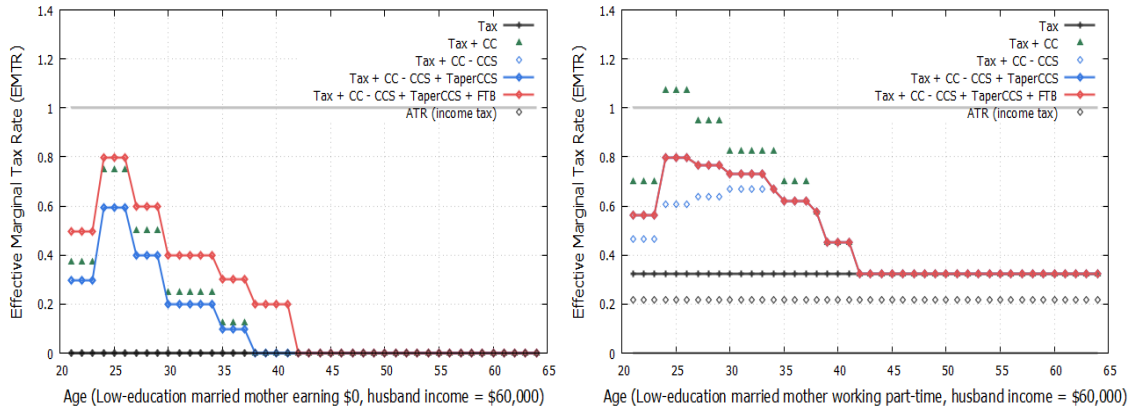 Effective Marginal Tax Rate (EMTR)
1.4
1.2
1
0.8
0.6
0.4
0.2
0
Tax
Tax + CC
Tax + CC - CCS
Tax + CC - CCS + TaperCCS
Tax + CC - CCS + TaperCCS + FTB
ATR (income tax)
20 25 30 35 40 45 50 55 60 65
Age (Low-education married mother earning $0, husband income = $60,000)
Effective Marginal Tax Rate (EMTR)
1.4
1.2
1
0.8
0.6
0.4
0.2
0
Tax
Tax + CC
Tax + CC - CCS
Tax + CC - CCS + TaperCCS
Tax + CC - CCS + TaperCCS + FTB
ATR (income tax)
20 25 30 35 40 45 50 55 60 65
Age (Low-education married mother working part-time, husband income = $60,000)